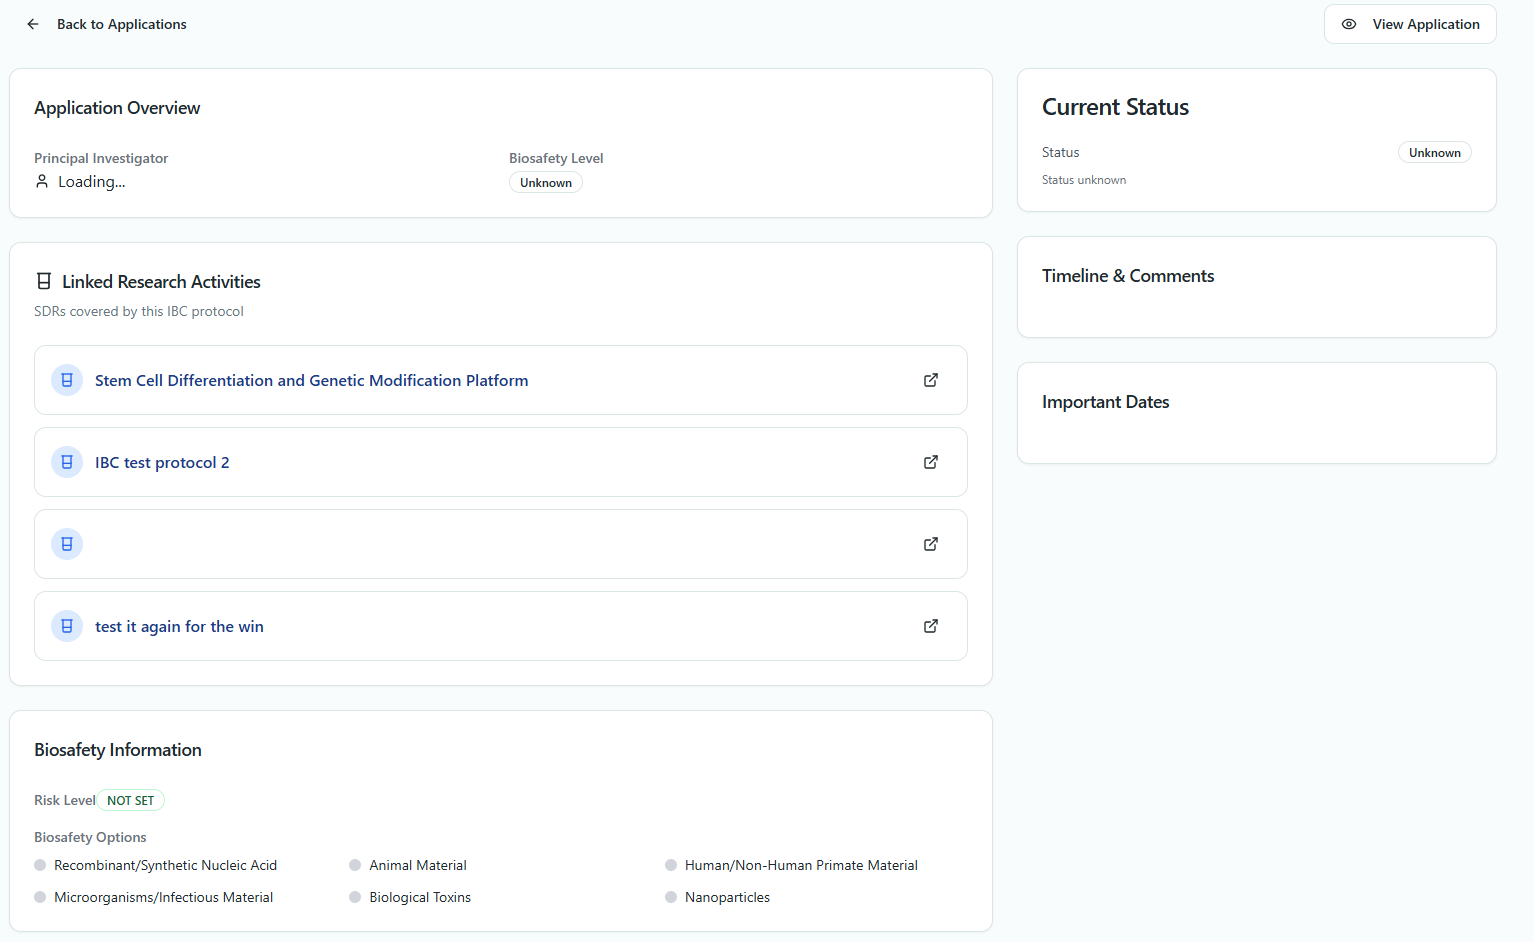 Back to Applications
View Application
Application Overview
Principal Investigator
Loading...
Biosafety Level
Unknown
Linked Research Activities
SDRs covered by this IBC protocol
Stem Cell Differentiation and Genetic Modification Platform
IBC test protocol 2
test it again for the win
Biosafety Information
Risk Level NOT SET
Biosafety Options
Recombinant/Synthetic Nucleic Acid
Animal Material
Human/Non-Human Primate Material
Microorganisms/Infectious Material
Biological Toxins
Nanoparticles
Current Status
Status
Unknown
Status unknown
Timeline & Comments
Important Dates